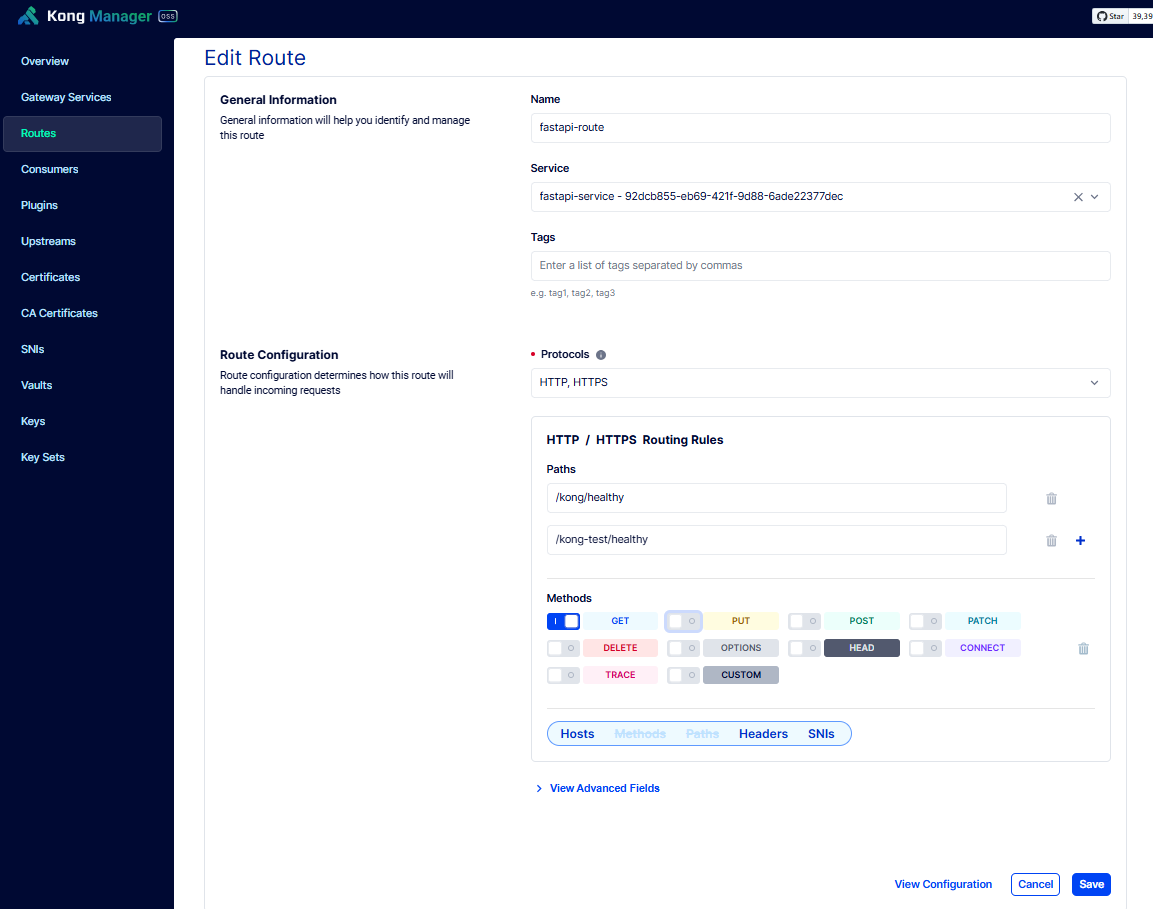 Kong Manager OSS
Star 39,39
Overview
Gateway Services
Routes
Consumers
Plugins
Upstreams
Certificates
CA Certificates
SNIs
Vaults
Keys
Key Sets
Edit Route
General Information
General information will help you identify and manage
this route
Name
fastapi-route
Service
fastapi-service - 92dcb855-eb69-421f-9d88-6ade22377dec
Tags
Enter a list of tags separated by commas
e.g. tag1, tag2, tag3
Route Configuration
Route configuration determines how this route will
handle incoming requests
• Protocols
HTTP, HTTPS
HTTP / HTTPS Routing Rules
Paths
/kong/healthy
/kong-test/healthy
Methods
GET PUT POST PATCH
DELETE OPTIONS HEAD CONNECT
TRACE CUSTOM
Hosts Methods Paths Headers SNIs
View Advanced Fields
View Configuration Cancel Save